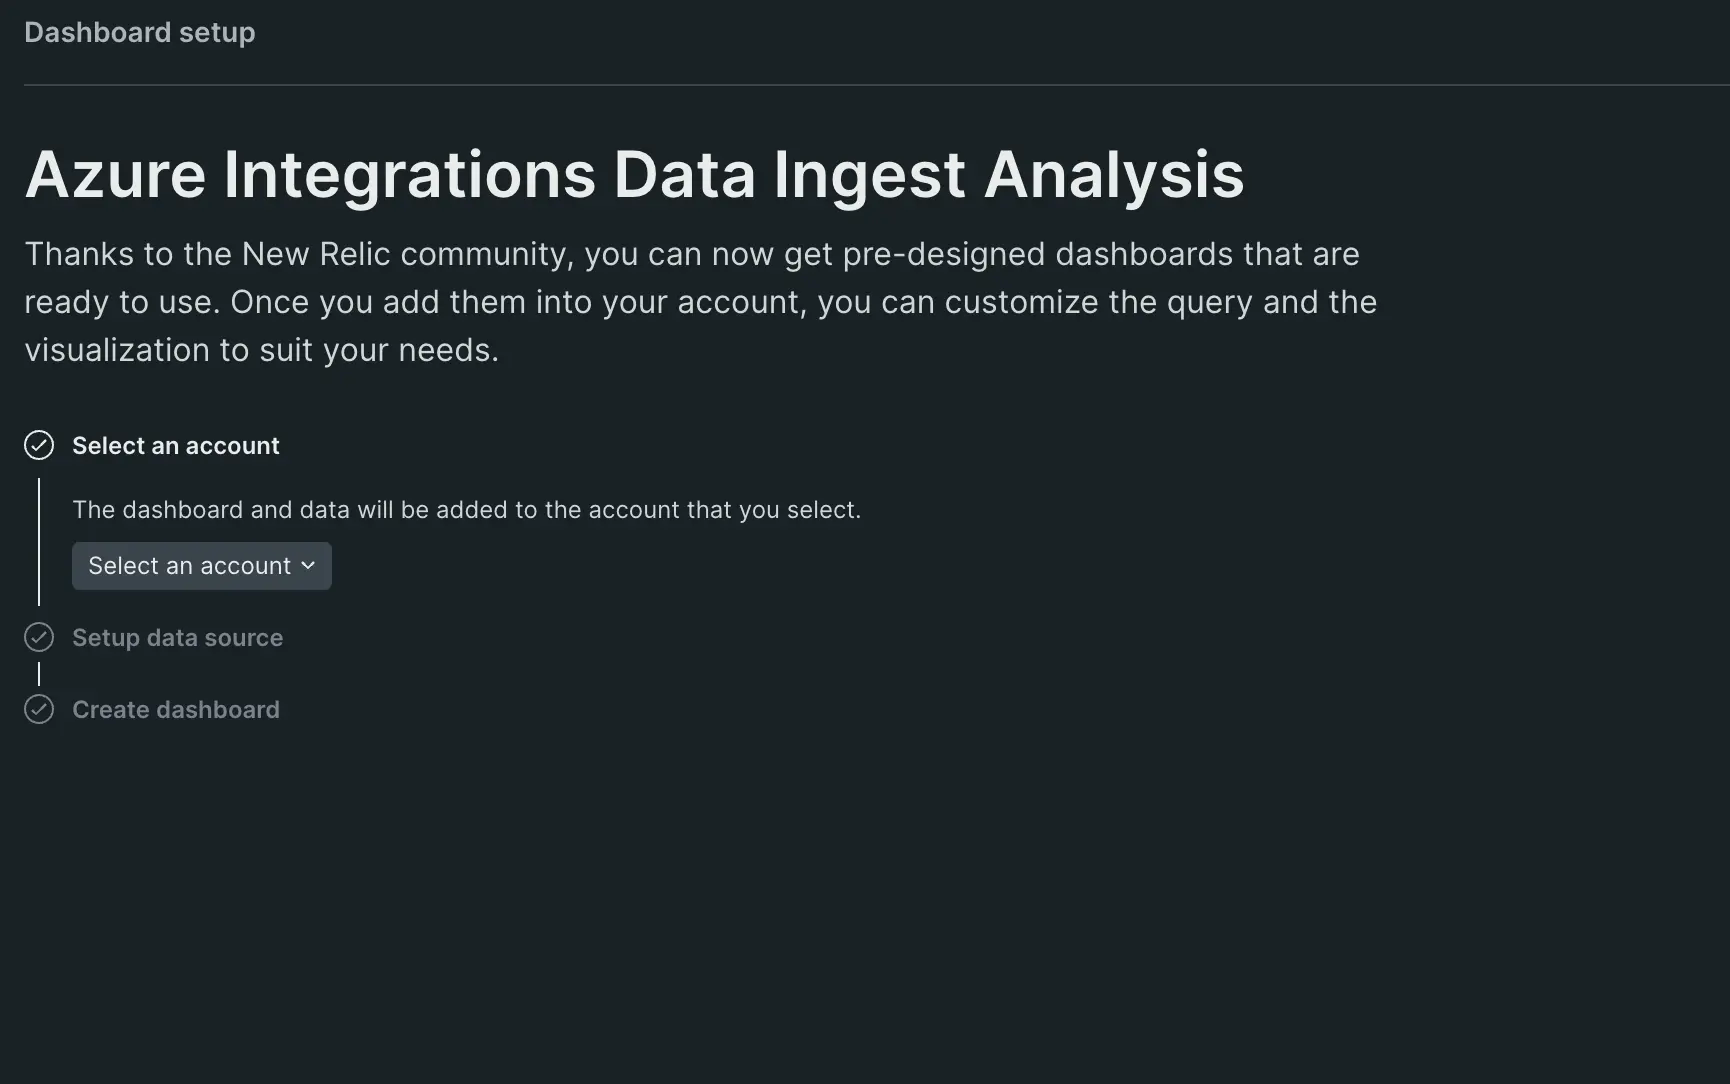 Dashboard setup
Azure Integrations Data Ingest Analysis
Thanks to the New Relic community, you can now get pre-designed dashboards that are
ready to use. Once you add them into your account, you can customize the query and the
visualization to suit your needs.
Select an account
The dashboard and data will be added to the account that you select.
Select an account
Setup data source
Create dashboard